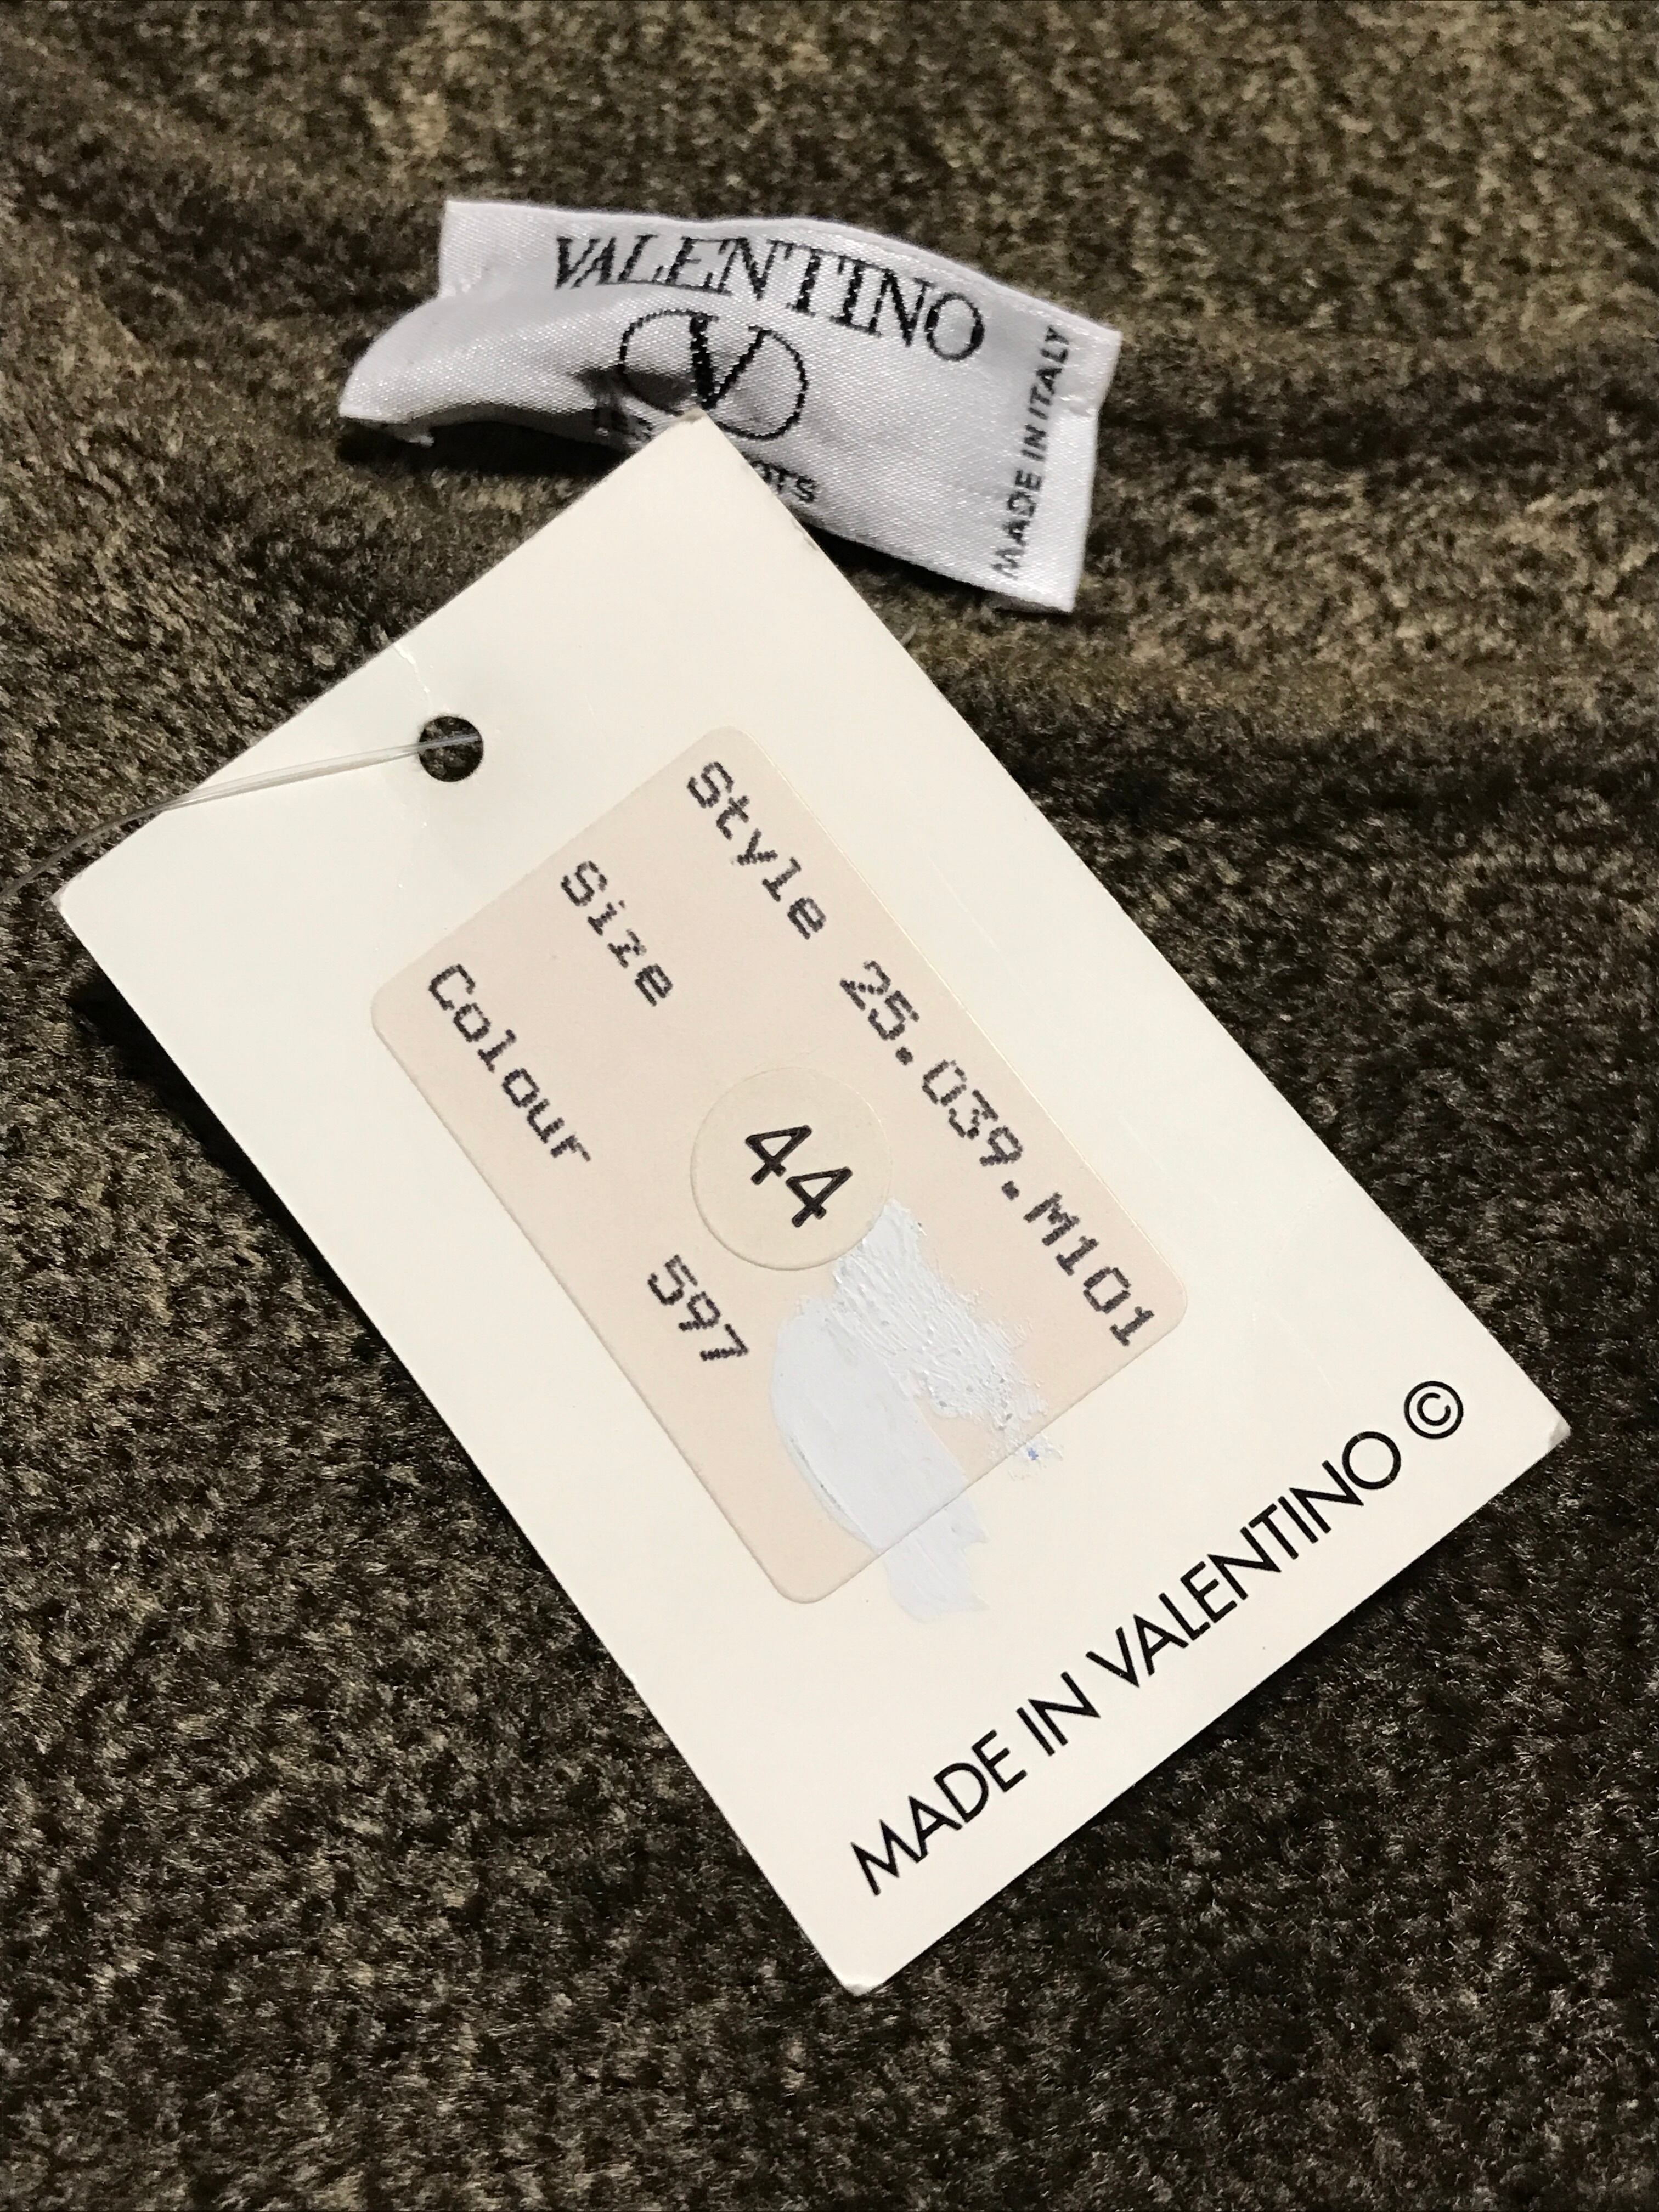 VALENTINO
V
MADE IN ITALY
Style 25.039.M101
Size 44
Colour 597
MADE IN VALENTINO ©